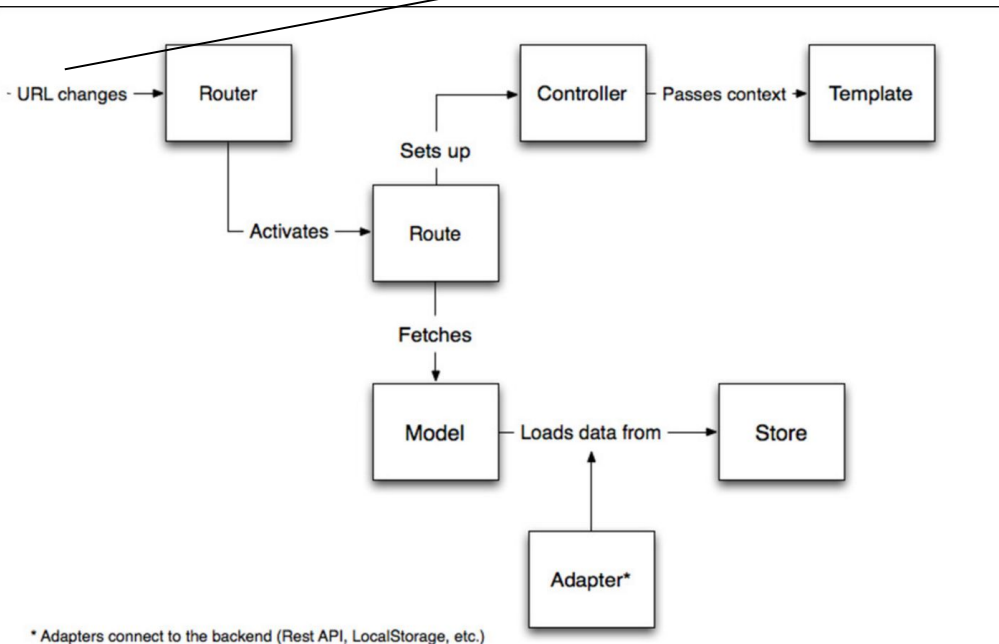 URL changes
Router
Controller
Passes context
Template
Sets up
Activates
Route
Fetches
Model
Loads data from
Store
Adapter*
* Adapters connect to the backend (Rest API, LocalStorage, etc.)